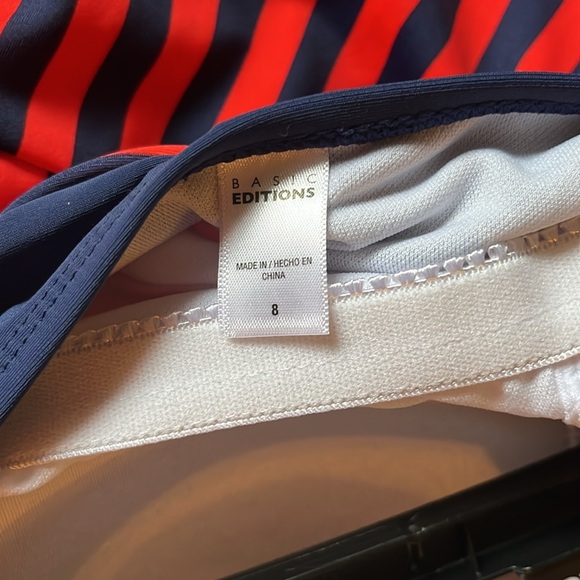 BASIC
EDITIONS
MADE IN / HECHO EN
CHINA
8